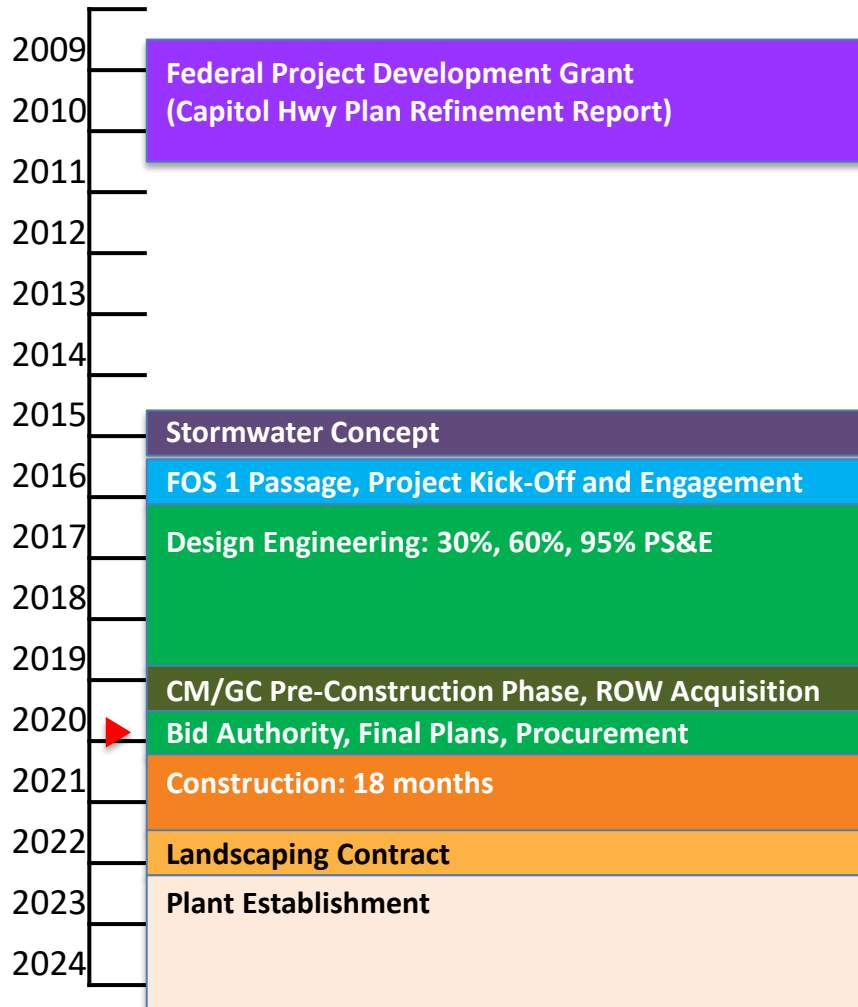 2009
Federal Project Development Grant
2010
(Capitol Hwy Plan Refinement Report)
2011
2012
2013
2014
2015
Stormwater Concept
2016
FOS 1 Passage, Project Kick-Off and Engagement
2017
Design Engineering: 30%, 60%, 95% PS&E
2018
2019
CM/GC Pre-Construction Phase, ROW Acquisition
2020
Bid Authority, Final Plans, Procurement
2021
Construction: 18 months
2022
Landscaping Contract
2023
Plant Establishment
2024